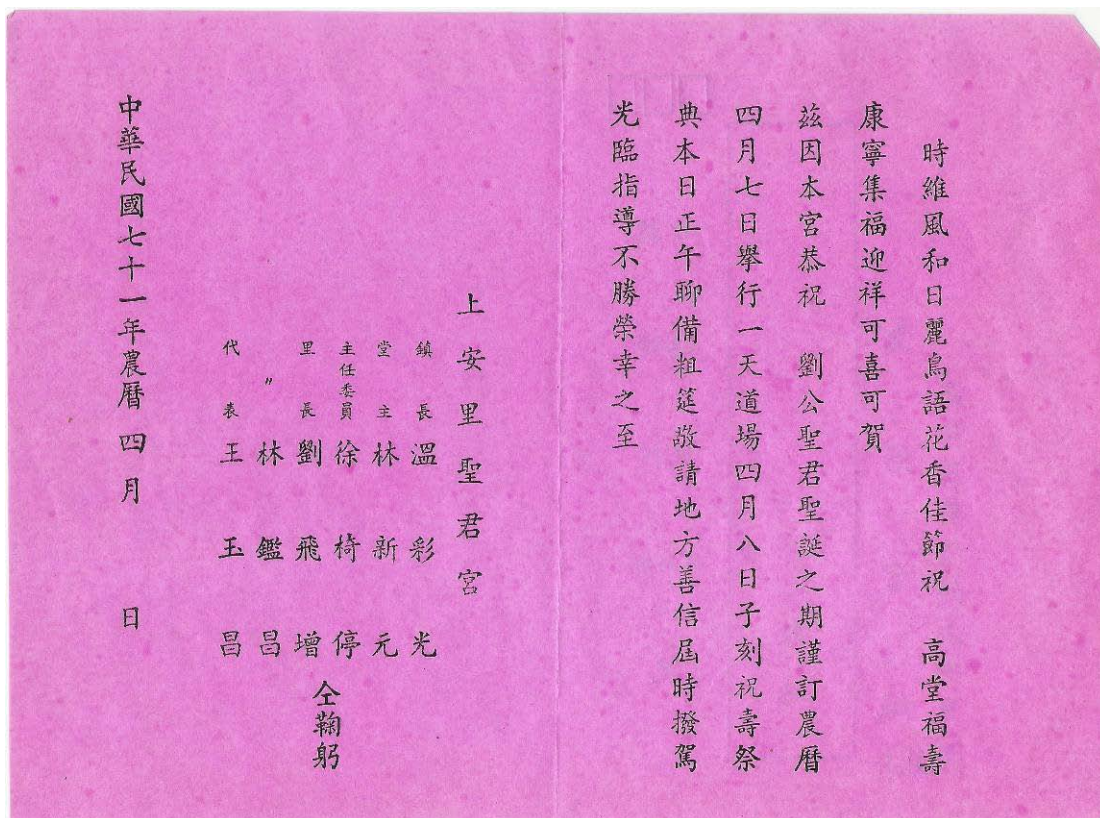 時維風和日麗鳥語花香佳節祝　高堂福壽
康寧集福迎祥可喜可賀
茲因本宮恭祝　劉公聖君聖誕之期謹訂農曆
四月七日舉行一天道場四月八日子刻祝壽祭
典本日正午聊備粗筵敬請地方善信屆時撥駕
光臨指導不勝榮幸之至
上安里聖君宮
鎮長　溫彩光
堂主　林新元
主任委員　徐椅停
里長　劉飛增
〃　林鑑昌
代表　王玉昌
仝鞠躬
中華民國七十一年農曆四月　日